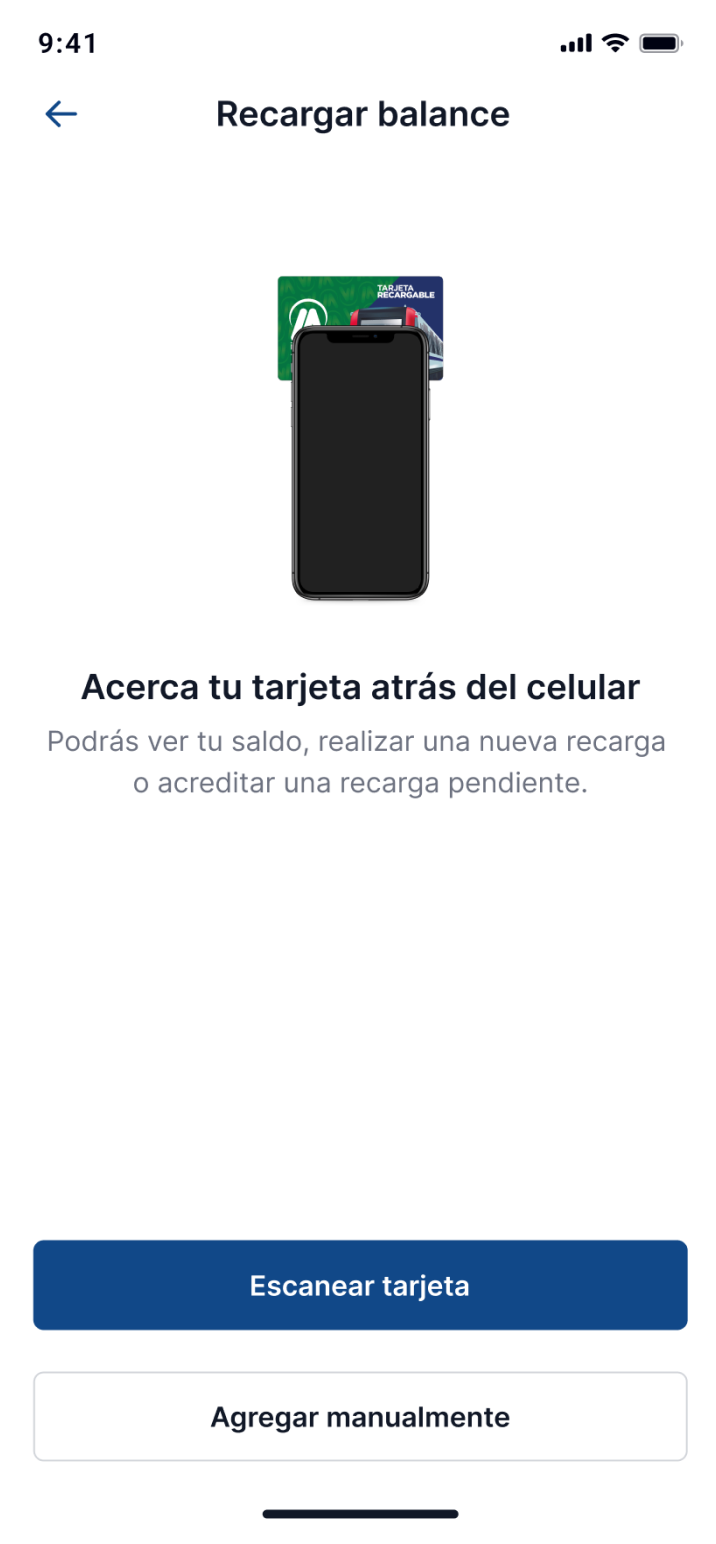 9:41
Recargar balance
TARJETA
RECARGABLE
Acerca tu tarjeta atrás del celular
Podrás ver tu saldo, realizar una nueva recarga
o acreditar una recarga pendiente.
Escanear tarjeta
Agregar manualmente